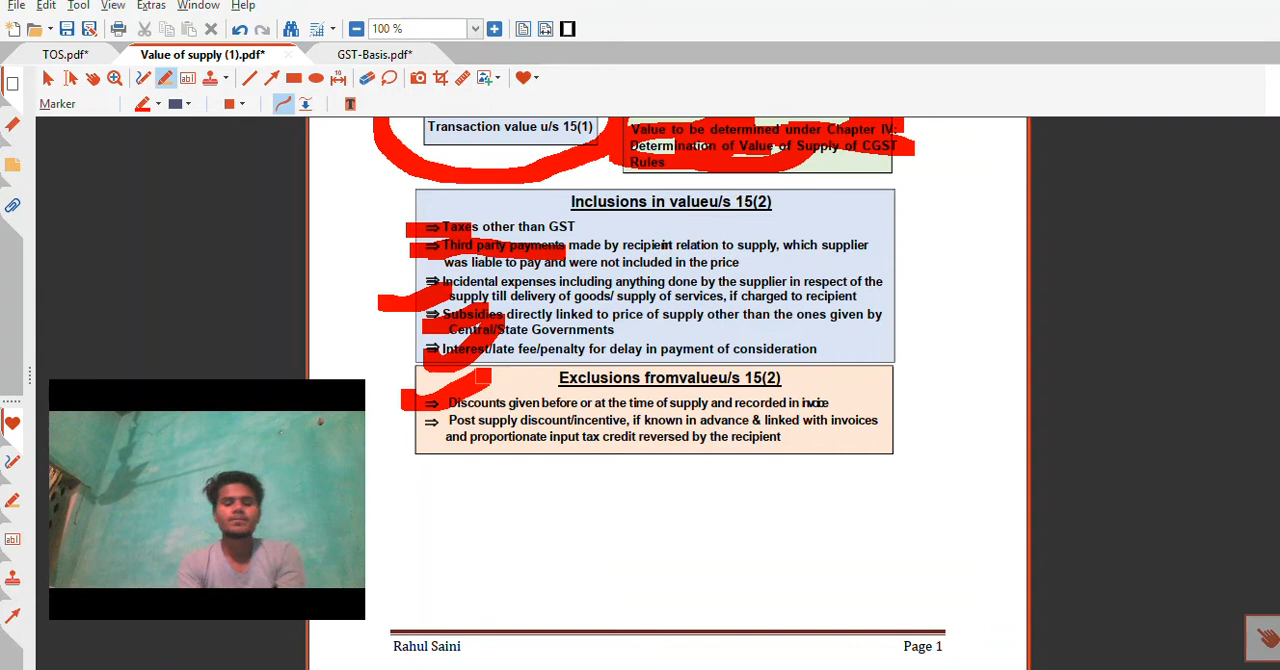 File Edit Tool View Extras Window Help
100 %
TOS.pdf* Value of supply (1).pdf* GST-Basis.pdf*
Marker
Transaction value u/s 15(1)
Value to be determined under Chapter IV:
Determination of Value of Supply of CGST
Rules
Inclusions in valueu/s 15(2)
⇒ Taxes other than GST
⇒ Third party payments made by recipient in relation to supply, which supplier
was liable to pay and were not included in the price
⇒ Incidental expenses including anything done by the supplier in respect of the
supply till delivery of goods/ supply of services, if charged to recipient
⇒ Subsidies directly linked to price of supply other than the ones given by
Central/State Governments
⇒ Interest/late fee/penalty for delay in payment of consideration
Exclusions fromvalueu/s 15(2)
⇒ Discounts given before or at the time of supply and recorded in invoice
⇒ Post supply discount/incentive, if known in advance & linked with invoices
and proportionate input tax credit reversed by the recipient
Rahul Saini Page 1